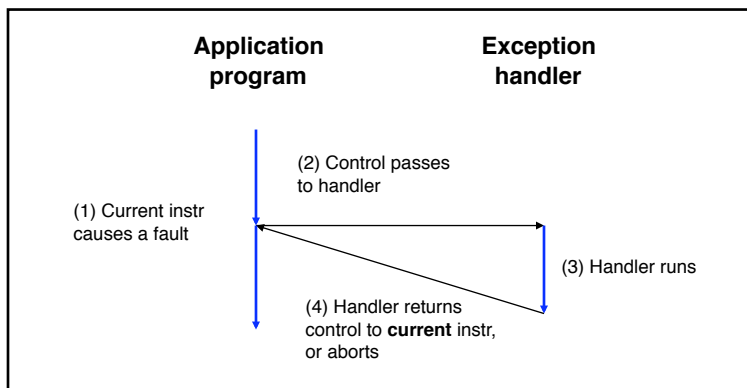 Application
program
Exception
handler
(2) Control passes
to handler
(1) Current instr
causes a fault
(3) Handler runs
(4) Handler returns
control to current instr,
or aborts